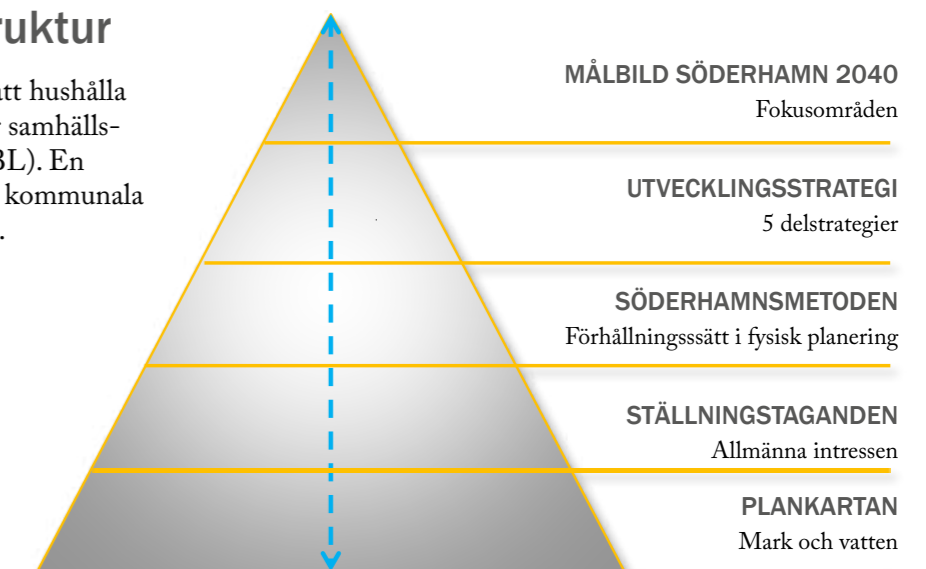 ruktur
att hushålla
samhälls-
BL). En
kommunala
MÅLBILD SÖDERHAMN 2040
Fokusområden
UTVECKLINGSSTRATEGI
5 delstrategier
SÖDERHAMNSMETODEN
Förhållningsssätt i fysisk planering
STÄLLNINGSTAGANDEN
Allmänna intressen
PLANKARTAN
Mark och vatten